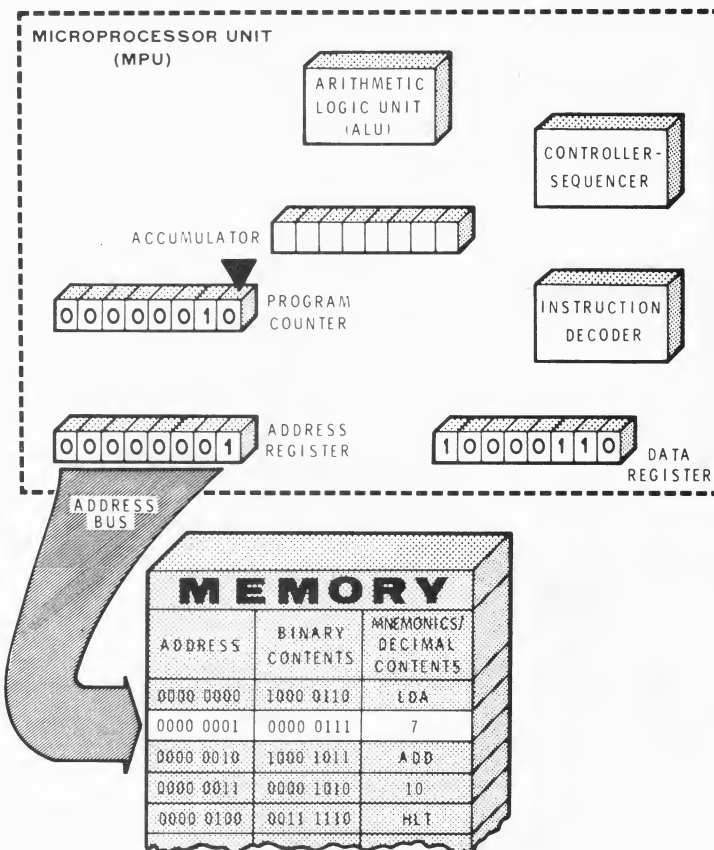 MICROPROCESSOR UNIT
(MPU)
ARITHMETIC
LOGIC UNIT
(ALU)
CONTROLLER-
SEQUENCER
ACCUMULATOR
0 0 0 0 0 0 1 0
PROGRAM
COUNTER
INSTRUCTION
DECODER
0 0 0 0 0 0 0 1
ADDRESS
REGISTER
1 0 0 0 0 1 1 0
DATA
REGISTER
ADDRESS
BUS
MEMORY
ADDRESS BINARY CONTENTS MNEMONICS/ DECIMAL CONTENTS
0000 0000 1000 0110 LDA
0000 0001 0000 0111 7
0000 0010 1000 1011 ADD
0000 0011 0000 1010 10
0000 0100 0011 1110 HLT